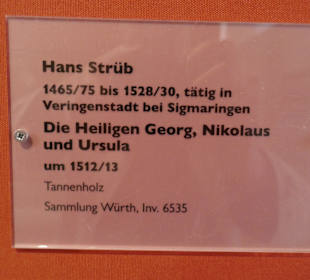 Hans Strüb
1465/75 bis 1528/30, tätig in
Veringenstadt bei Sigmaringen
Die Heiligen Georg, Nikolaus
und Ursula
um 1512/13
Tannenholz
Sammlung Würth, Inv. 6535